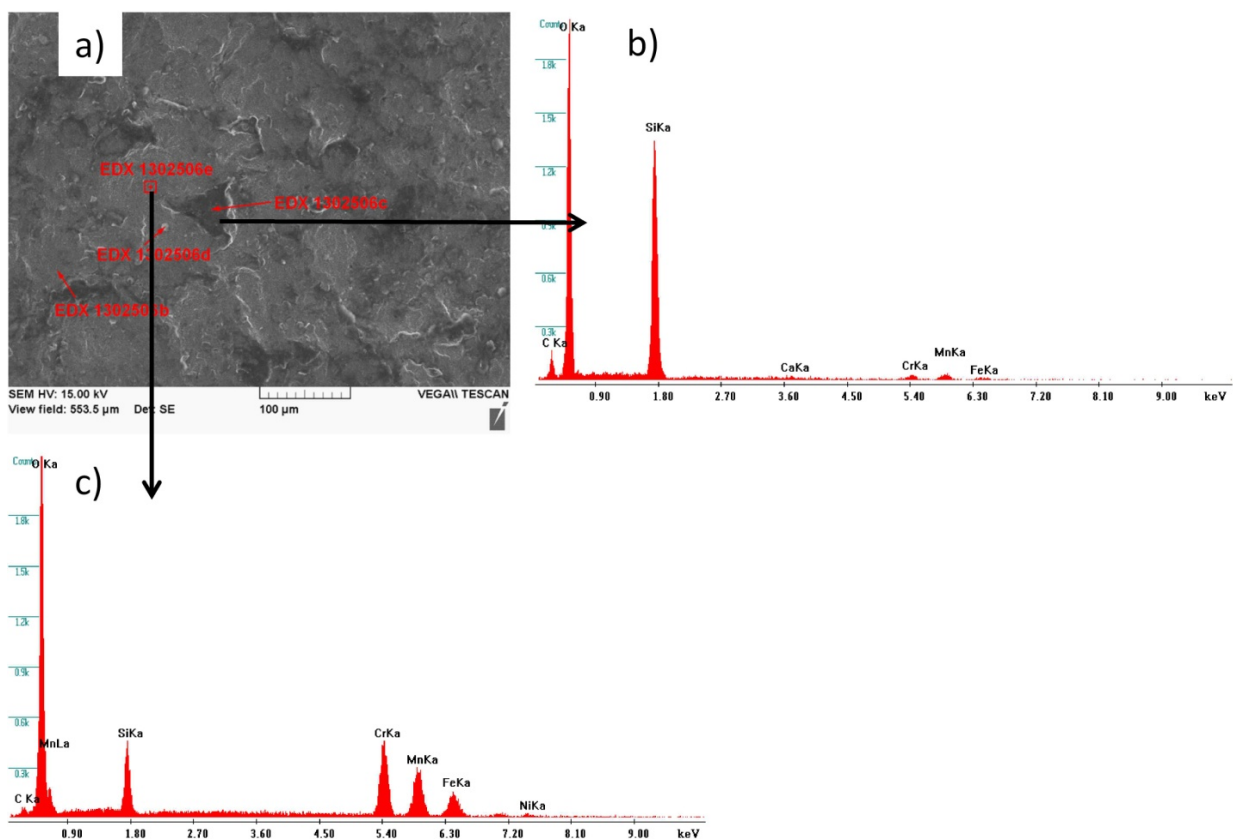 a)
EDX 1302506e
EDX 1302506c
EDX 1302506d
EDX 1302506b
SEM HV: 15.00 kV
VEGA\\ TESCAN
View field: 553.5 µm
Det: SE
100 µm
b)
Counts
O Ka
1.8k
1.5k
SiKa
1.2k
0.9k
0.6k
0.3k
C Ka
CaKa
CrKa
MnKa
FeKa
0.90 1.80 2.70 3.60 4.50 5.40 6.30 7.20 8.10 9.00 keV
c)
Counts
O Ka
1.8k
1.5k
1.2k
0.9k
0.6k
MnLa
SiKa
CrKa
MnKa
0.3k
FeKa
C Ka
NiKa
0.90 1.80 2.70 3.60 4.50 5.40 6.30 7.20 8.10 9.00 keV